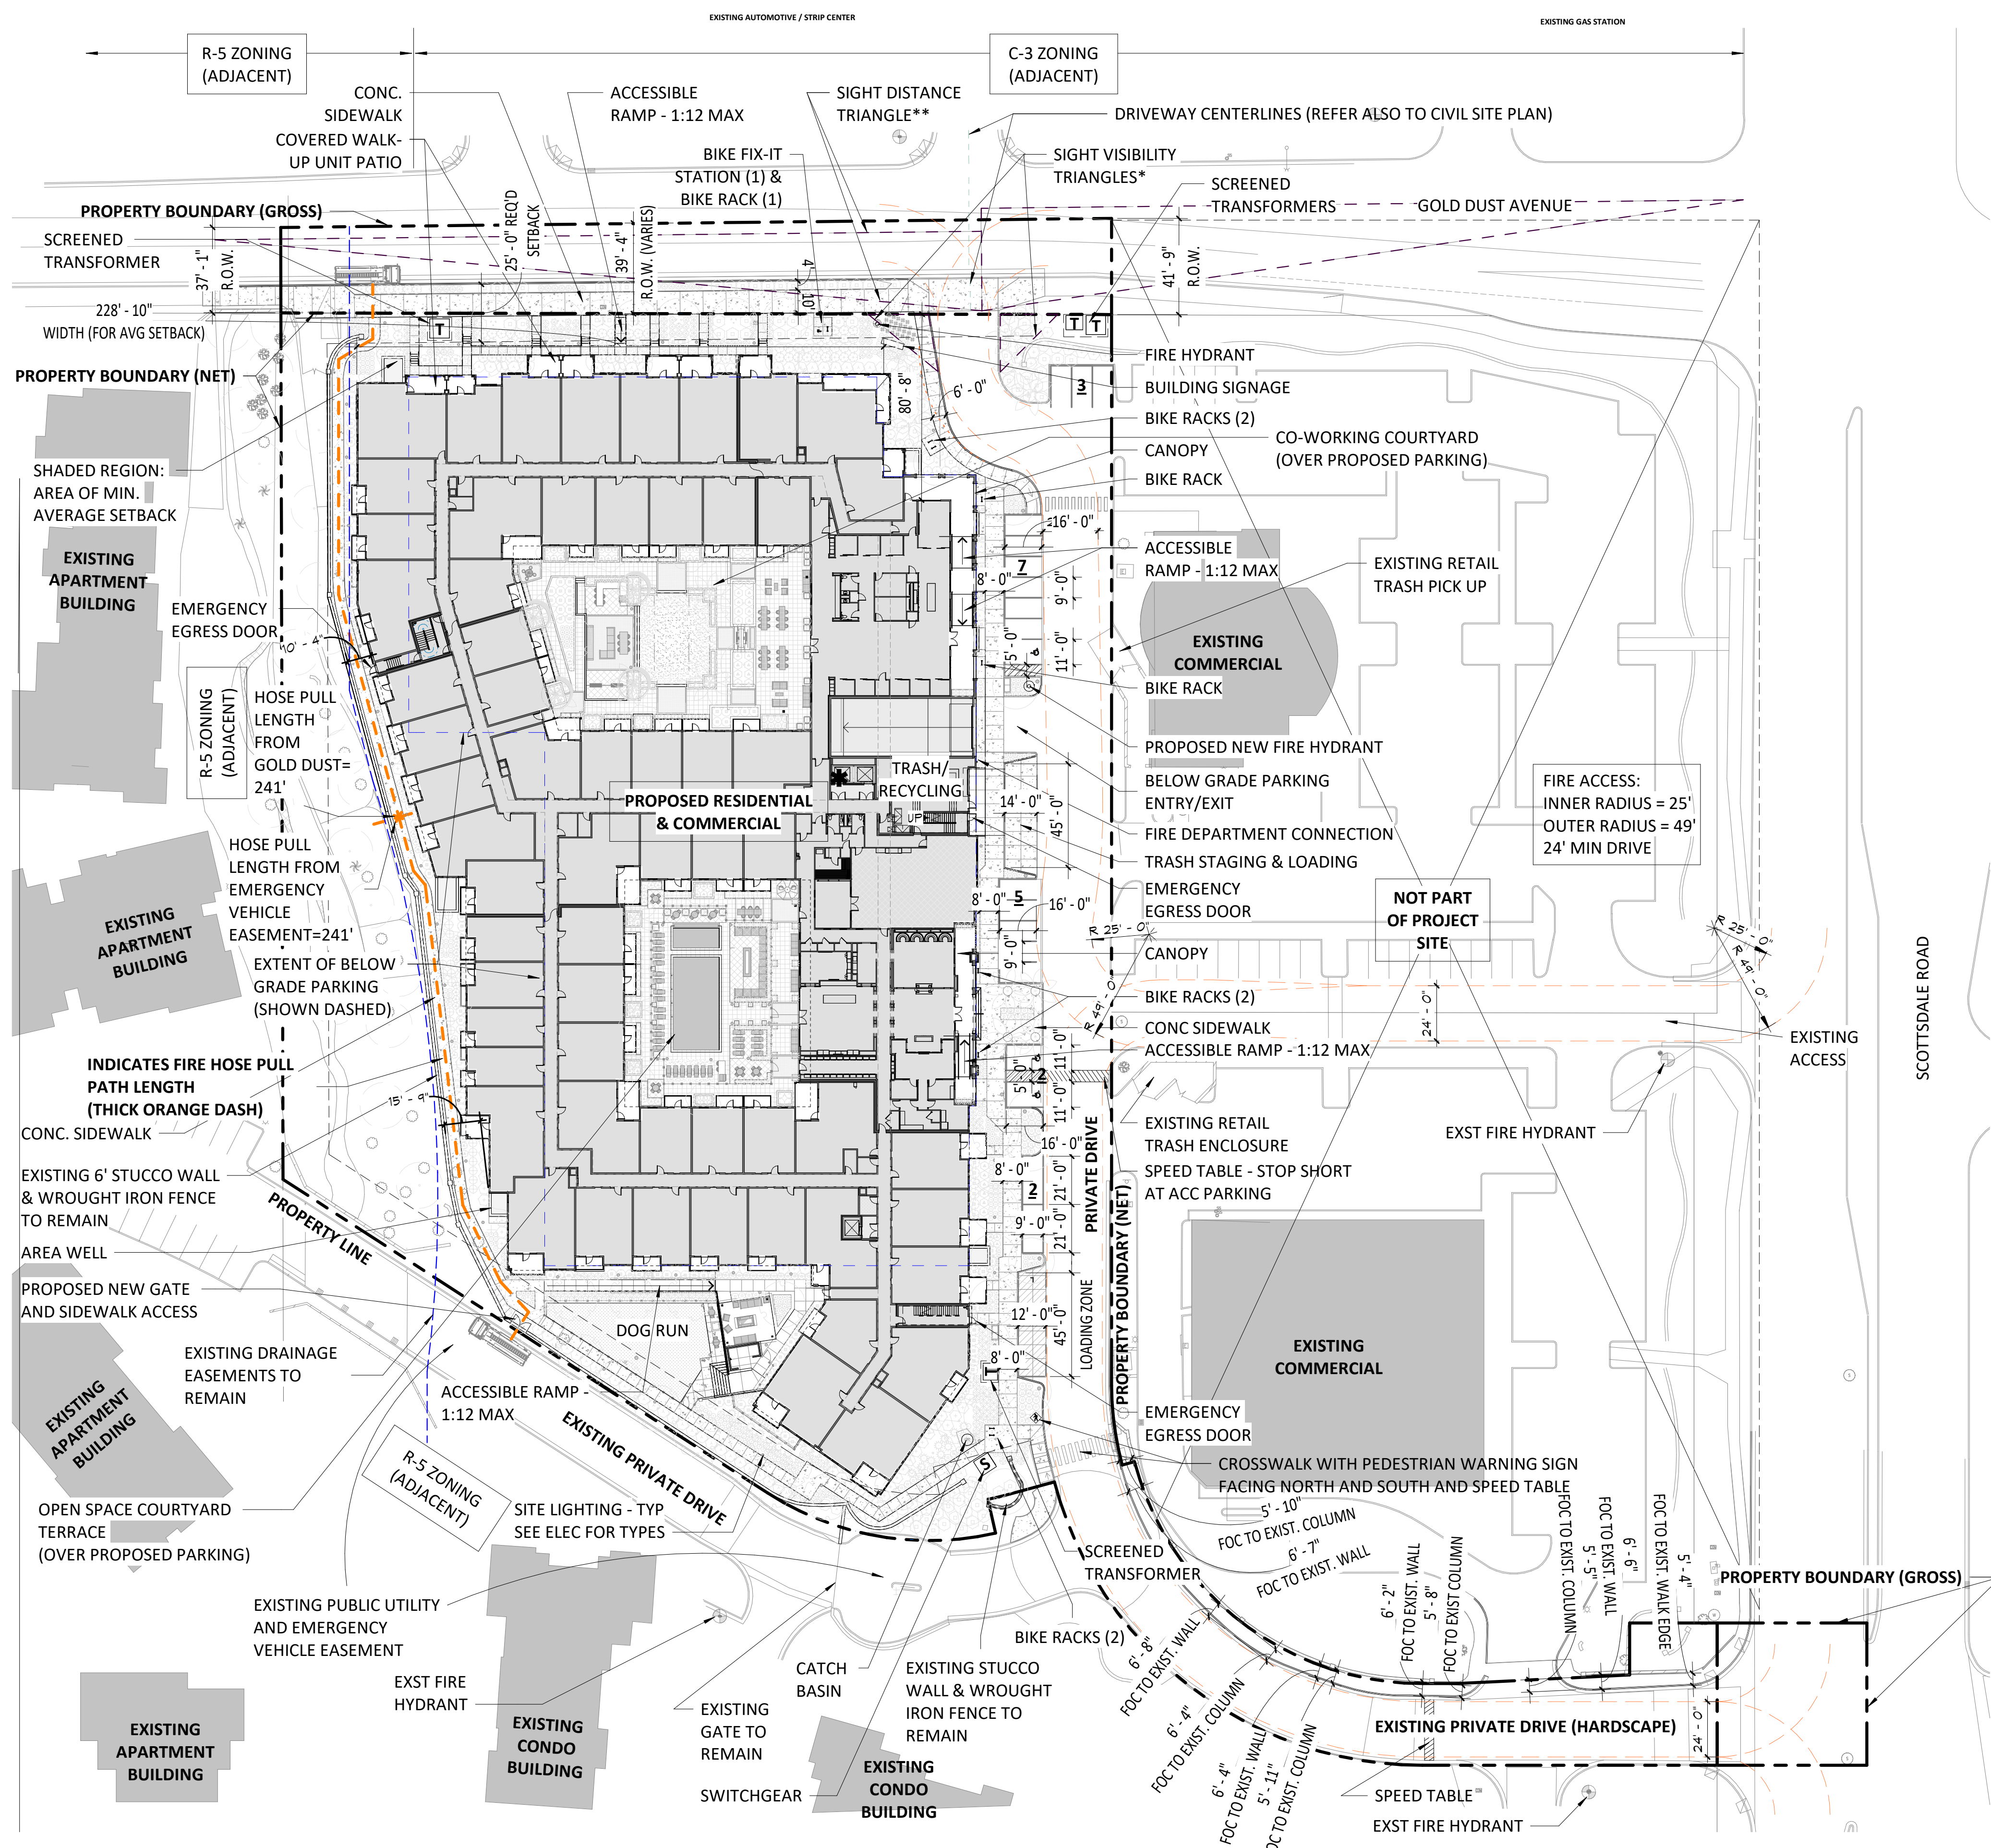 EXISTING AUTOMOTIVE / STRIP CENTER
EXISTING GAS STATION
R-5 ZONING
(ADJACENT)
C-3 ZONING
(ADJACENT)
CONC.
SIDEWALK
COVERED WALK-
UP UNIT PATIO
ACCESSIBLE
RAMP - 1:12 MAX
SIGHT DISTANCE
TRIANGLE**
DRIVEWAY CENTERLINES (REFER ALSO TO CIVIL SITE PLAN)
BIKE FIX-IT
STATION (1) &
BIKE RACK (1)
SIGHT VISIBILITY
TRIANGLES*
SCREENED
TRANSFORMERS
GOLD DUST AVENUE
PROPERTY BOUNDARY (GROSS)
SCREENED
TRANSFORMER
37' - 1"
R.O.W.
25' - 0" REQ'D
SETBACK
39' - 4"
R.O.W. (VARIES)
4'
10'
41' - 9"
R.O.W.
228' - 10"
WIDTH (FOR AVG SETBACK)
T
T
T
PROPERTY BOUNDARY (NET)
FIRE HYDRANT
BUILDING SIGNAGE
3
80' - 8"
6' - 0"
BIKE RACKS (2)
CANOPY
CO-WORKING COURTYARD
(OVER PROPOSED PARKING)
BIKE RACK
SHADED REGION:
AREA OF MIN.
AVERAGE SETBACK
EXISTING
APARTMENT
BUILDING
16' - 0"
ACCESSIBLE
RAMP - 1:12 MAX
EXISTING RETAIL
TRASH PICK UP
7
8' - 0"
9' - 0"
EMERGENCY
EGRESS DOOR
5' - 0"
11' - 0"
EXISTING
COMMERCIAL
BIKE RACK
R-5 ZONING
(ADJACENT)
HOSE PULL
LENGTH
FROM
GOLD DUST=
241'
PROPOSED NEW FIRE HYDRANT
BELOW GRADE PARKING
ENTRY/EXIT
TRASH/
RECYCLING
UP
PROPOSED RESIDENTIAL
& COMMERCIAL
14' - 0"
45' - 0"
FIRE DEPARTMENT CONNECTION
TRASH STAGING & LOADING
EMERGENCY
EGRESS DOOR
FIRE ACCESS:
INNER RADIUS = 25'
OUTER RADIUS = 49'
24' MIN DRIVE
HOSE PULL
LENGTH FROM
EMERGENCY
VEHICLE
EASEMENT=241'
EXISTING
APARTMENT
BUILDING
8' - 0"
5
16' - 0"
NOT PART
OF PROJECT
SITE
R 25' - 0"
R 49' - 0"
R 25' - 0"
R 49' - 0"
9' - 0"
CANOPY
EXTENT OF BELOW
GRADE PARKING
(SHOWN DASHED)
BIKE RACKS (2)
24' - 0"
SCOTTSDALE ROAD
CONC SIDEWALK
ACCESSIBLE RAMP - 1:12 MAX
EXISTING
ACCESS
INDICATES FIRE HOSE PULL
PATH LENGTH
(THICK ORANGE DASH)
11' - 0"
2
5' - 0"
11' - 0"
15' - 9"
CONC. SIDEWALK
EXISTING RETAIL
TRASH ENCLOSURE
EXST FIRE HYDRANT
16' - 0"
PRIVATE DRIVE
SPEED TABLE - STOP SHORT
AT ACC PARKING
EXISTING 6' STUCCO WALL
& WROUGHT IRON FENCE
TO REMAIN
8' - 0"
2
21' - 0"
9' - 0"
21' - 0"
PROPERTY LINE
PROPERTY BOUNDARY (NET)
AREA WELL
PROPOSED NEW GATE
AND SIDEWALK ACCESS
DOG RUN
12' - 0"
45' - 0"
LOADING ZONE
8' - 0"
T
EXISTING
COMMERCIAL
EXISTING DRAINAGE
EASEMENTS TO
REMAIN
ACCESSIBLE RAMP -
1:12 MAX
EXISTING
APARTMENT
BUILDING
EMERGENCY
EGRESS DOOR
EXISTING PRIVATE DRIVE
R-5 ZONING
(ADJACENT)
S
CROSSWALK WITH PEDESTRIAN WARNING SIGN
FACING NORTH AND SOUTH AND SPEED TABLE
OPEN SPACE COURTYARD
TERRACE
(OVER PROPOSED PARKING)
SITE LIGHTING - TYP
SEE ELEC FOR TYPES
5' - 10"
FOC TO EXIST. COLUMN
6' - 7"
FOC TO EXIST. WALL
SCREENED
TRANSFORMER
6' - 2"
FOC TO EXIST. WALL
5' - 8"
FOC TO EXIST COLUMN
FOC TO EXIST. COLUMN
5' - 5"
FOC TO EXIST. WALL
6' - 6"
FOC TO EXIST. WALK EDGE
5' - 4"
PROPERTY BOUNDARY (GROSS)
EXISTING PUBLIC UTILITY
AND EMERGENCY
VEHICLE EASEMENT
BIKE RACKS (2)
6' - 8"
FOC TO EXIST. WALL
EXST FIRE
HYDRANT
CATCH
BASIN
EXISTING STUCCO
WALL & WROUGHT
IRON FENCE TO
REMAIN
EXISTING
GATE TO
REMAIN
6' - 4"
FOC TO EXIST. COLUMN
6' - 4"
FOC TO EXIST. WALL
5' - 11"
FOC TO EXIST. COLUMN
EXISTING PRIVATE DRIVE (HARDSCAPE)
24' - 0"
EXISTING
APARTMENT
BUILDING
EXISTING
CONDO
BUILDING
EXISTING
CONDO
BUILDING
SWITCHGEAR
SPEED TABLE
EXST FIRE HYDRANT